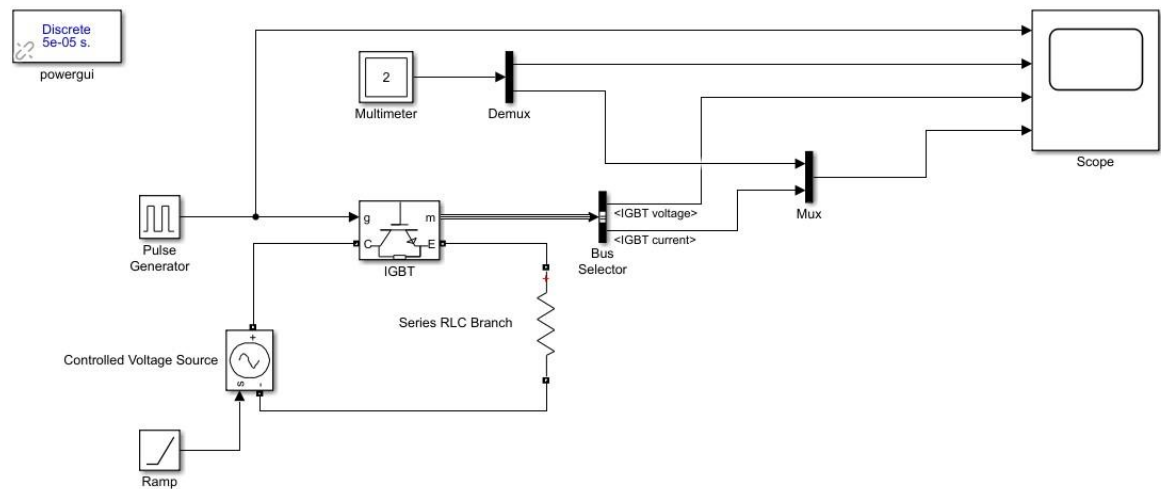 Discrete
5e-05 s.
powergui
2
Multimeter
Demux
Scope
Mux
Pulse
Generator
g
m
C
E
IGBT
<IGBT voltage>
<IGBT current>
Bus
Selector
Series RLC Branch
+
Controlled Voltage Source
+
s
-
Ramp